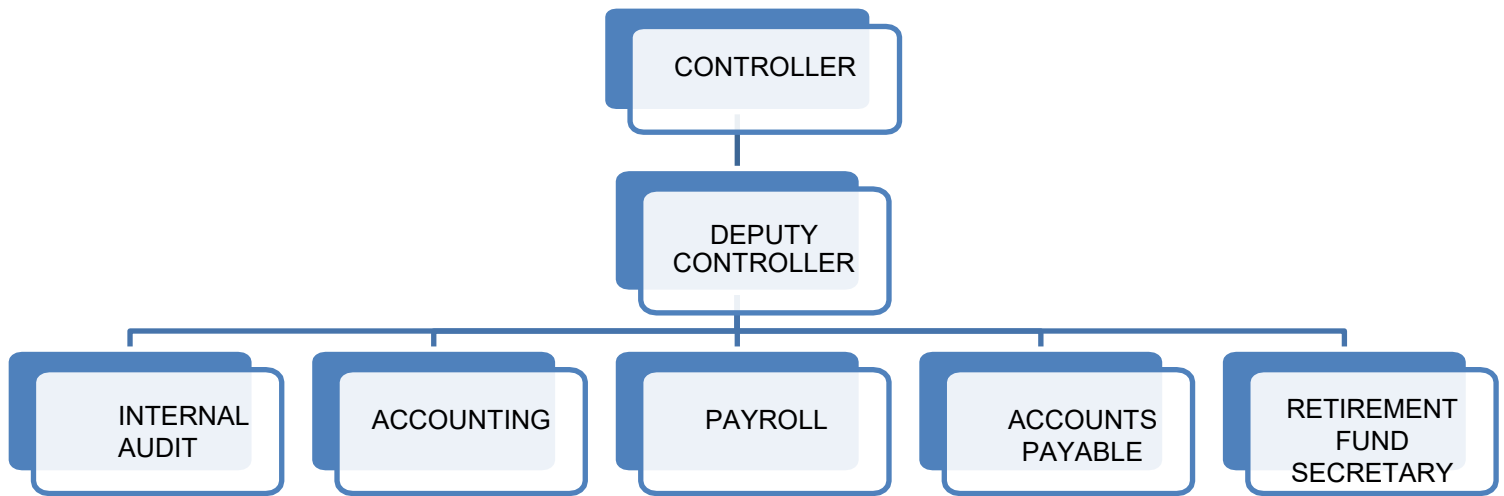 CONTROLLER
DEPUTY
CONTROLLER
INTERNAL
AUDIT
ACCOUNTING
PAYROLL
ACCOUNTS
PAYABLE
RETIREMENT
FUND
SECRETARY